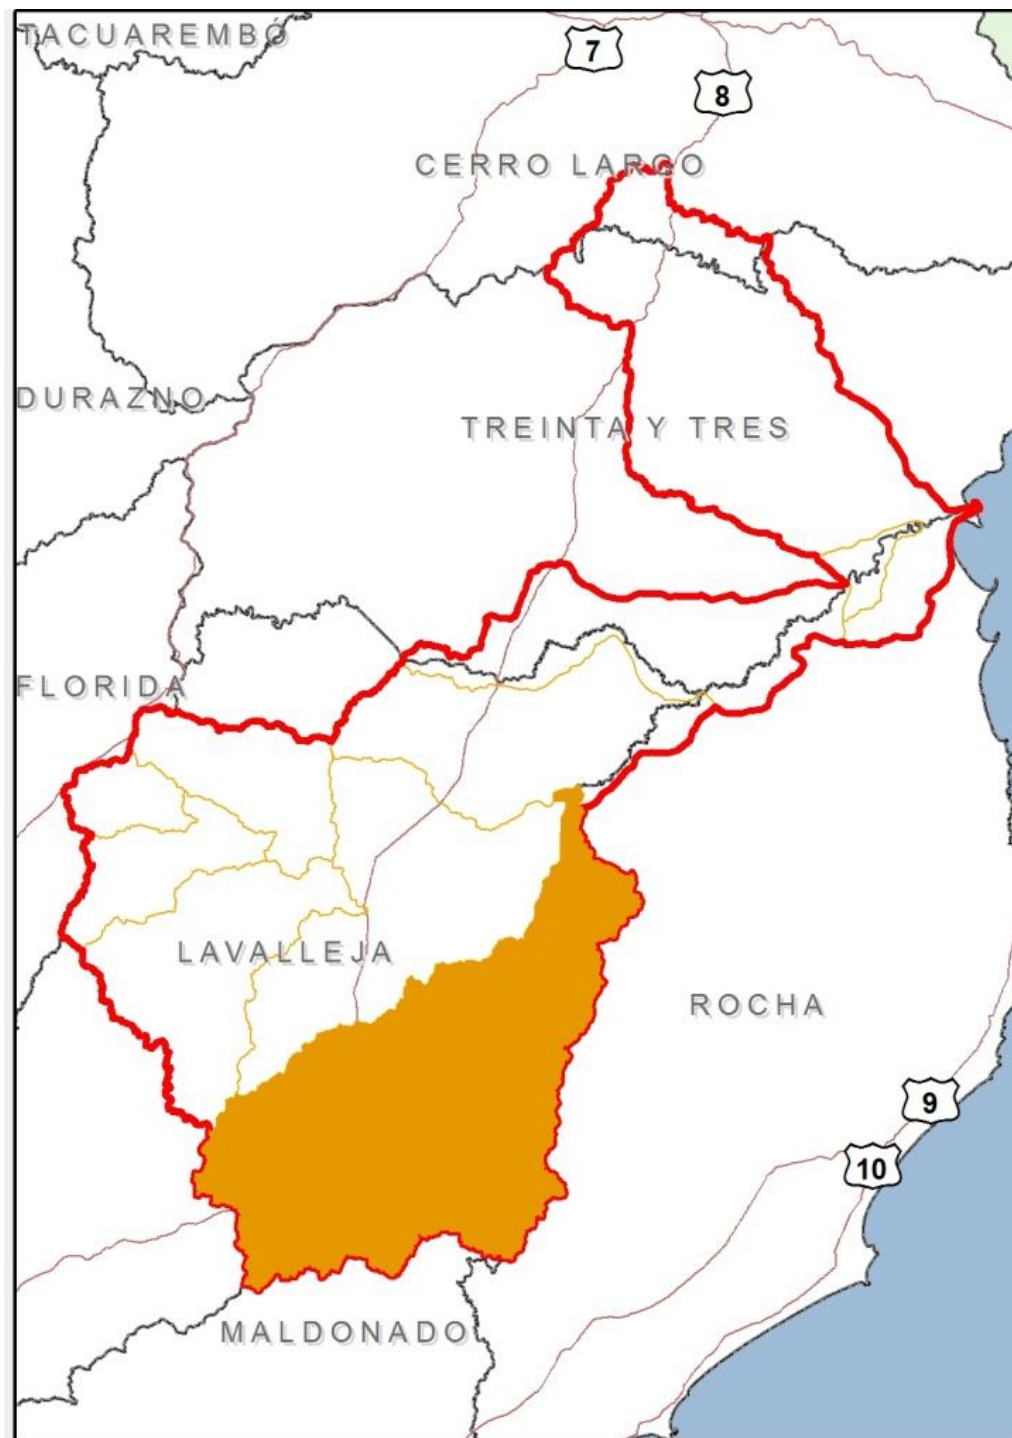 TACUAREMBÓ
7
8
CERRO LARGO
DURAZNO
TREINTA Y TRES
FLORIDA
LAVALLEJA
ROCHA
9
10
MALDONADO